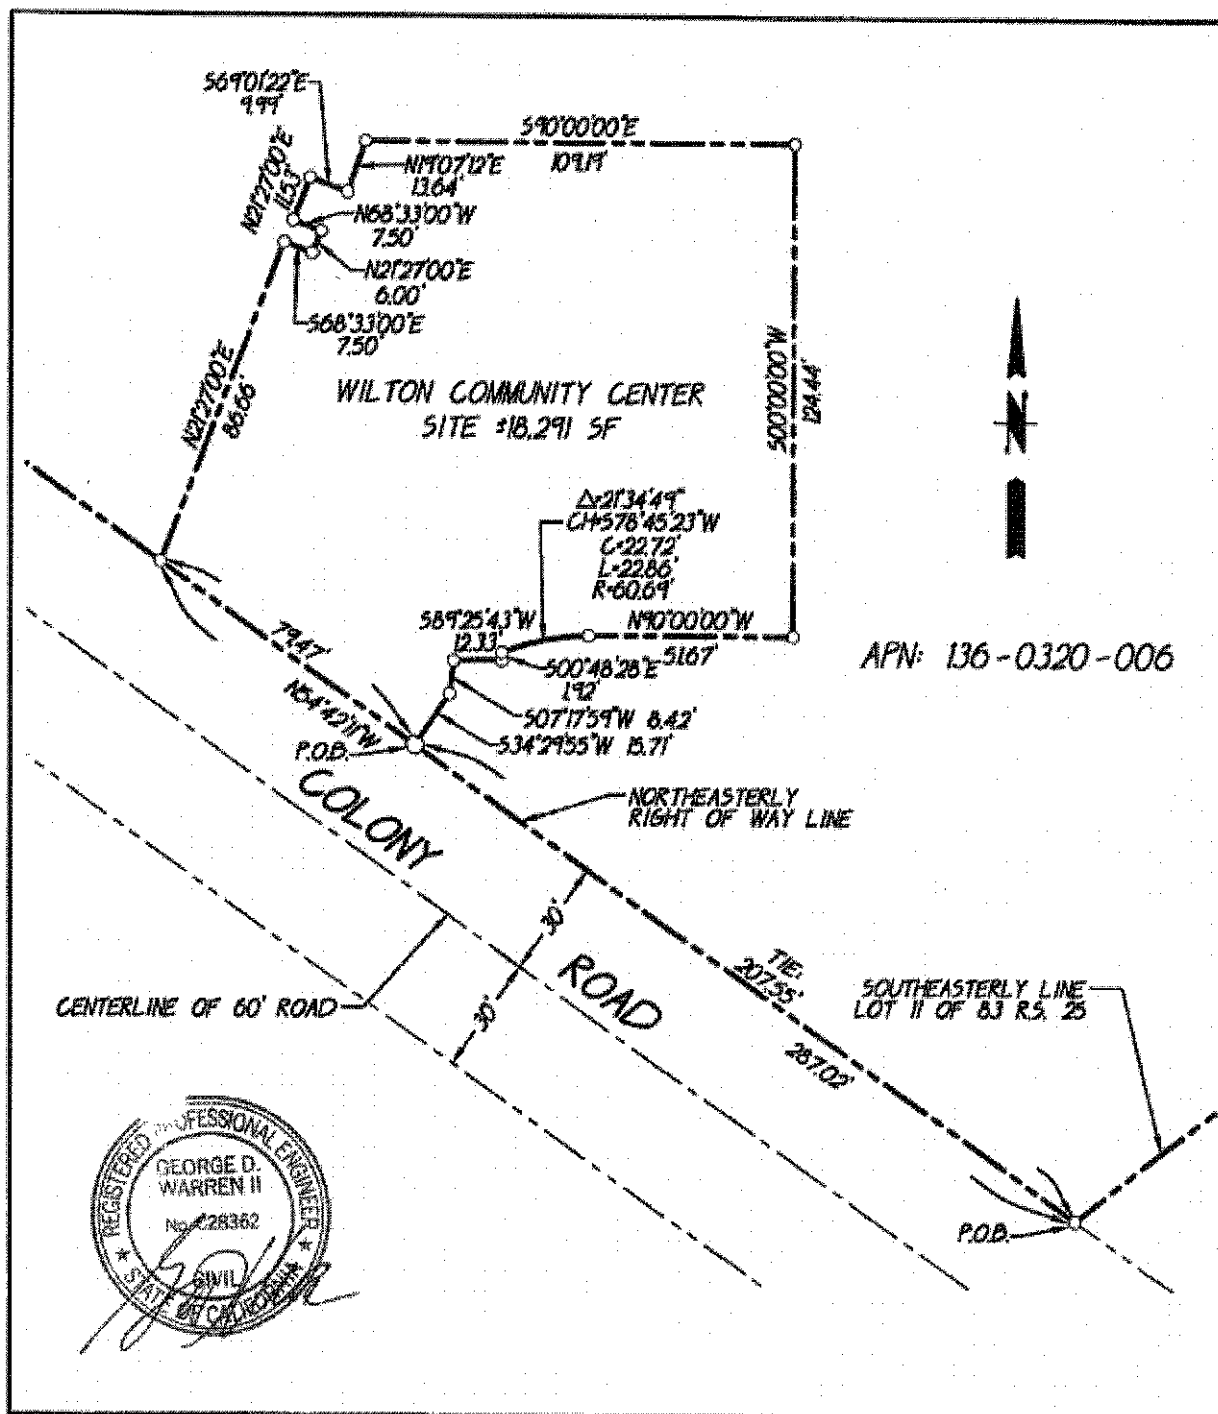 S69°01'22"E
9.99'
S90°00'00"E
109.19'
N19°07'12"E
13.64'
N21°27'00"E
11.53'
N68°33'00"W
7.50'
N21°27'00"E
6.00'
S68°33'00"E
7.50'
N21°27'00"E
86.66'
WILTON COMMUNITY CENTER
SITE ±18,291 SF
S00°00'00"W
124.44'
N
Δ=21°34'49"
CH=S78°45'23"W
C=22.72'
L=22.86'
R=60.69'
S89°25'43"W
12.33'
N90°00'00"W
51.67'
S00°48'28"E
1.92'
APN: 136-0320-006
79.47'
N54°42'11"W
S07°17'59"W 8.42'
S34°29'55"W 15.71'
P.O.B.
NORTHEASTERLY
RIGHT OF WAY LINE
COLONY
ROAD
30'
30'
CENTERLINE OF 60' ROAD
TIE:
207.55'
287.02'
SOUTHEASTERLY LINE
LOT 11 OF 83 R.S. 25
P.O.B.
REGISTERED PROFESSIONAL ENGINEER
GEORGE D.
WARREN II
No. C28362
CIVIL
STATE OF CALIFORNIA